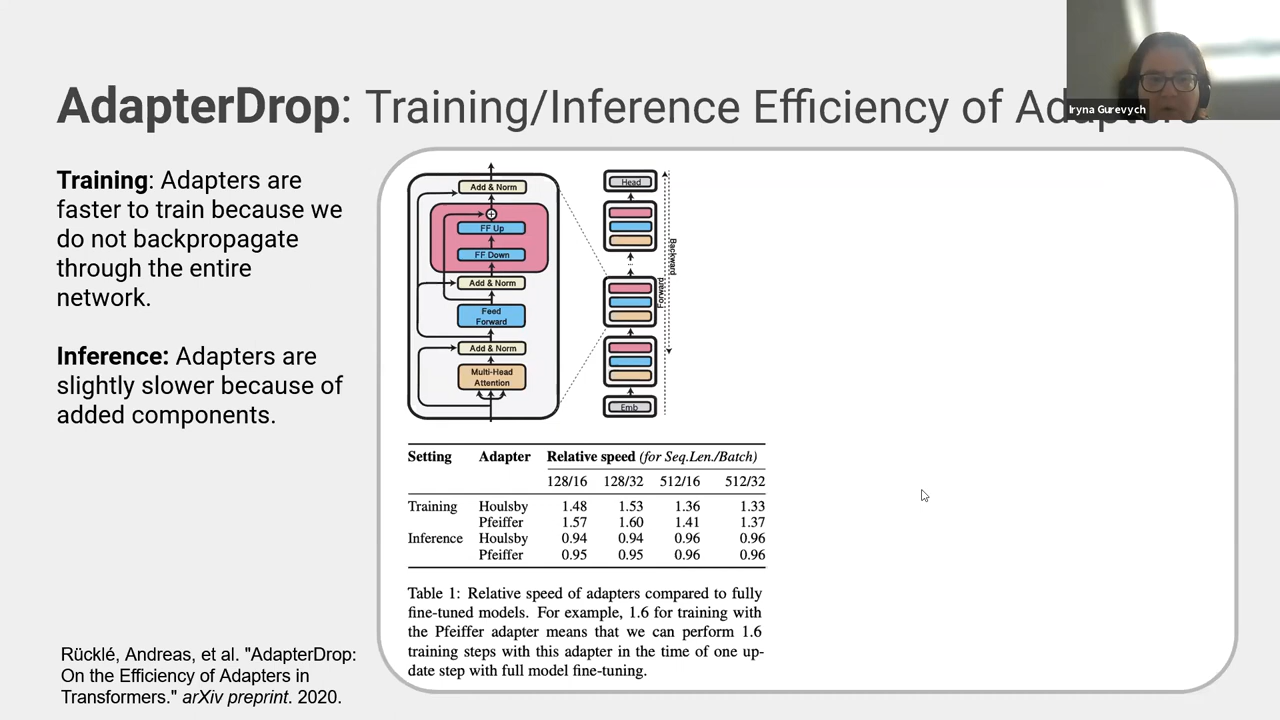 AdapterDrop: Training/Inference Efficiency of Adapters
Iryna Gurevych
Training: Adapters are
faster to train because we
do not backpropagate
through the entire
network.
Inference: Adapters are
slightly slower because of
added components.
Rücklé, Andreas, et al. "AdapterDrop:
On the Efficiency of Adapters in
Transformers." arXiv preprint. 2020.
Add & Norm
FF Up
FF Down
Add & Norm
Feed
Forward
Add & Norm
Multi-Head
Attention
Head
...
Emb
Forward
Backward
Setting Adapter Relative speed (for Seq.Len./Batch)
128/16 128/32 512/16 512/32
Training Houlsby 1.48 1.53 1.36 1.33
Pfeiffer 1.57 1.60 1.41 1.37
Inference Houlsby 0.94 0.94 0.96 0.96
Pfeiffer 0.95 0.95 0.96 0.96
Table 1: Relative speed of adapters compared to fully
fine-tuned models. For example, 1.6 for training with
the Pfeiffer adapter means that we can perform 1.6
training steps with this adapter in the time of one up-
date step with full model fine-tuning.